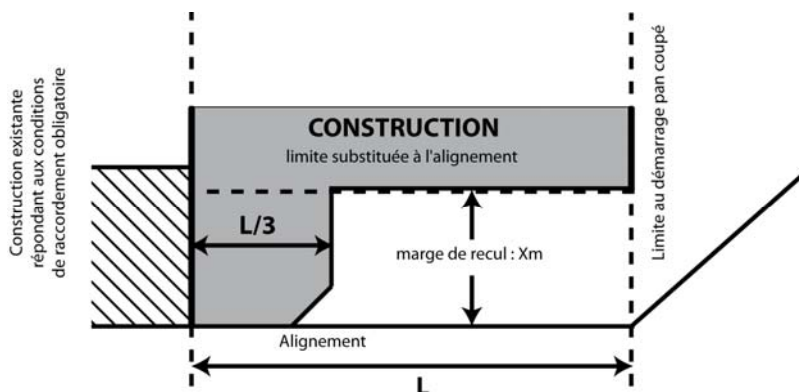 Construction existante
répondant aux conditions
de raccordement obligatoire
CONSTRUCTION
limite substituée à l'alignement
L/3
marge de recul : Xm
Alignement
L
Limite au démarrage pan coupé